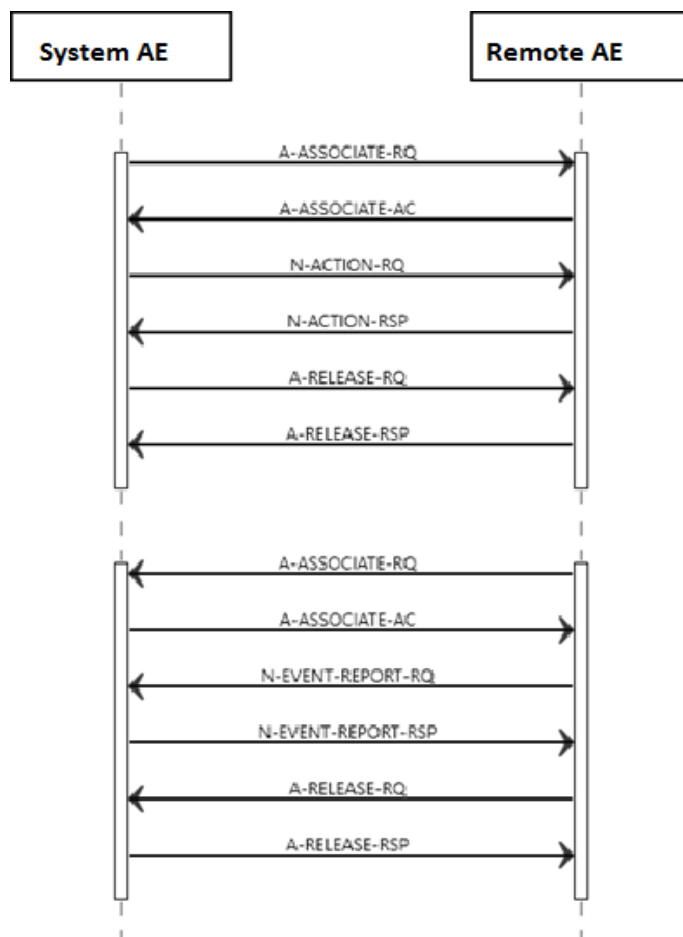 System AE
Remote AE
A-ASSOCIATE-RQ
A-ASSOCIATE-AC
N-ACTION-RQ
N-ACTION-RSP
A-RELEASE-RQ
A-RELEASE-RSP
A-ASSOCIATE-RQ
A-ASSOCIATE-AC
N-EVENT-REPORT-RQ
N-EVENT-REPORT-RSP
A-RELEASE-RQ
A-RELEASE-RSP